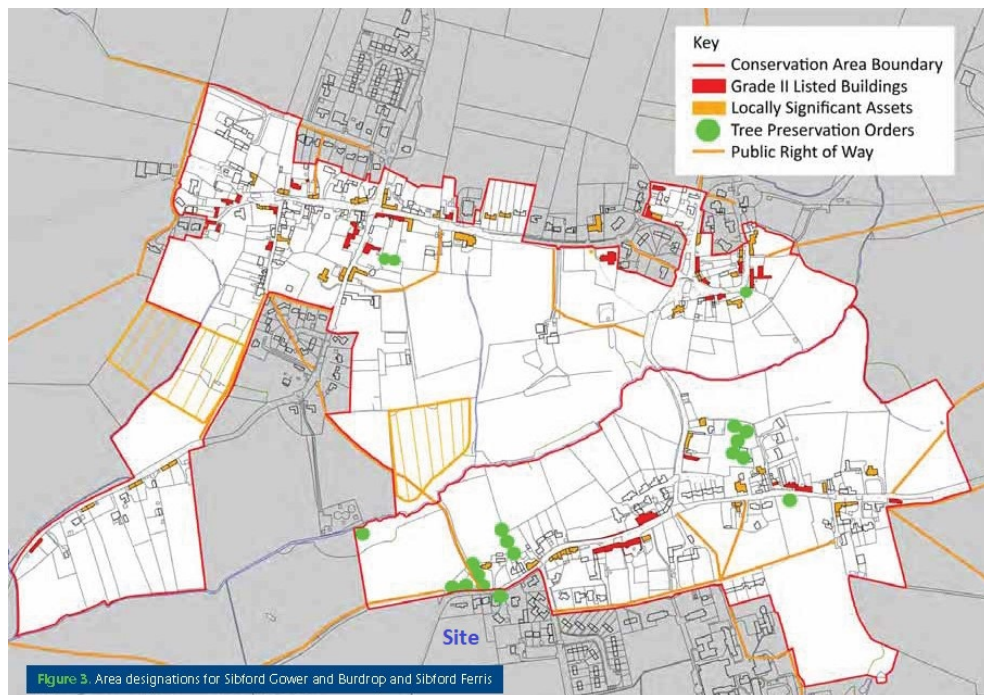 Key
Conservation Area Boundary
Grade II Listed Buildings
Locally Significant Assets
Tree Preservation Orders
Public Right of Way
Site
Figure 3. Area designations for Sibford Gower and Burdrop and Sibford Ferris